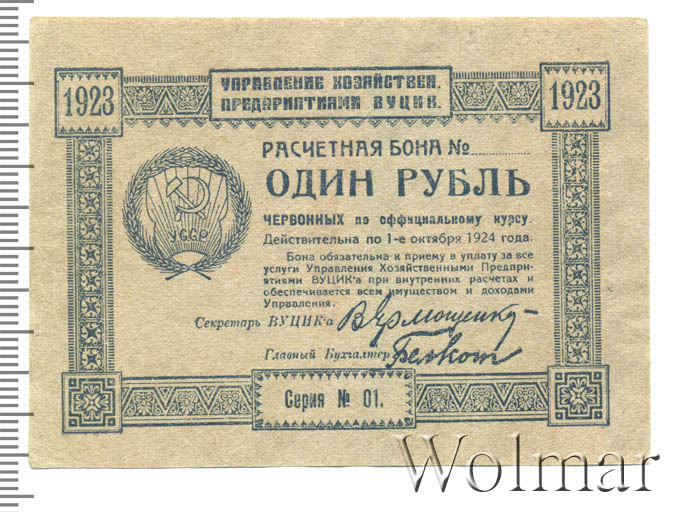 УПРАВЛЕНИЕ ХОЗЯЙСТВЕН.
ПРЕДПРИЯТИЯМИ ВУЦИК.
1923
1923
РАСЧЕТНАЯ БОНА №
ОДИН РУБЛЬ
ЧЕРВОННЫХ по оффициальному курсу.
Действительна по 1-е октября 1924 года.
Бона обязательна к приему в уплату за все
услуги Управления Хозяйственными Предпри-
ятиями ВУЦИК'а при внутренних расчетах и
обеспечивается всем имуществом и доходами
Управления.
УССР
Секретарь ВУЦИК'а
Главный Бухгалтер
Серия № 01.
Wolmar